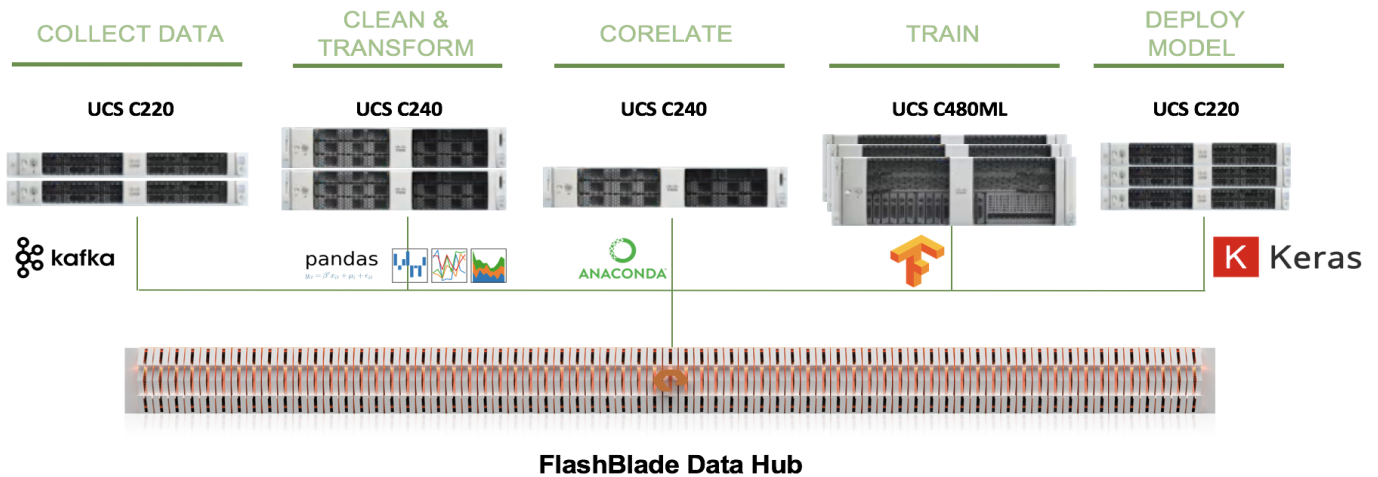 COLLECT DATA
CLEAN &
TRANSFORM
CORELATE
TRAIN
DEPLOY
MODEL
UCS C220
UCS C240
UCS C240
UCS C480ML
UCS C220
kafka
pandas
ANACONDA
K Keras
FlashBlade Data Hub